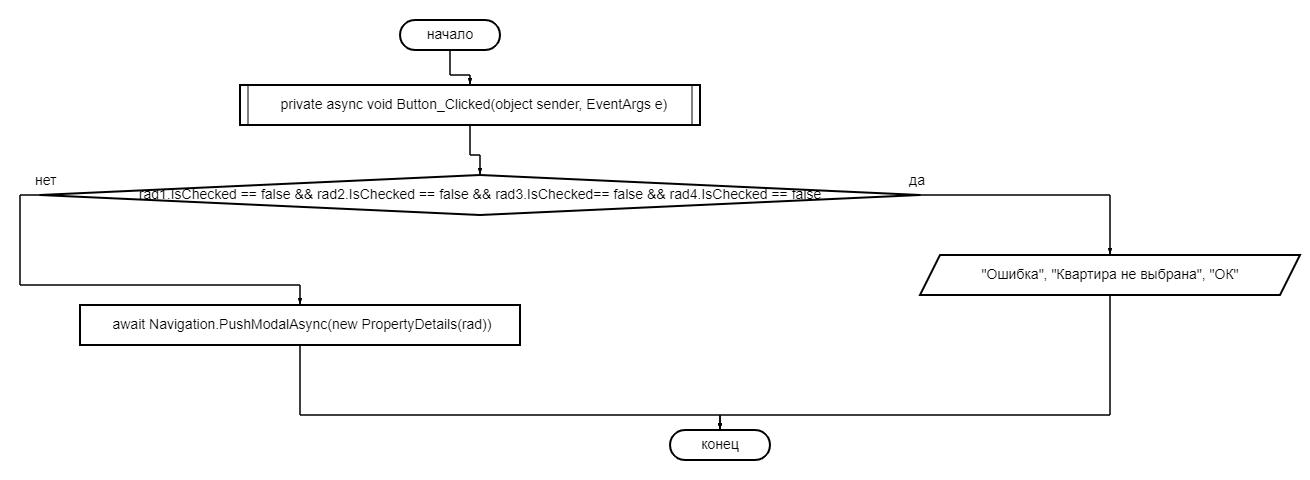 начало
private async void Button_Clicked(object sender, EventArgs e)
нет
да
rad1.IsChecked == false && rad2.IsChecked == false && rad3.IsChecked== false && rad4.IsChecked == false
"Ошибка", "Квартира не выбрана", "ОК"
await Navigation.PushModalAsync(new PropertyDetails(rad))
конец